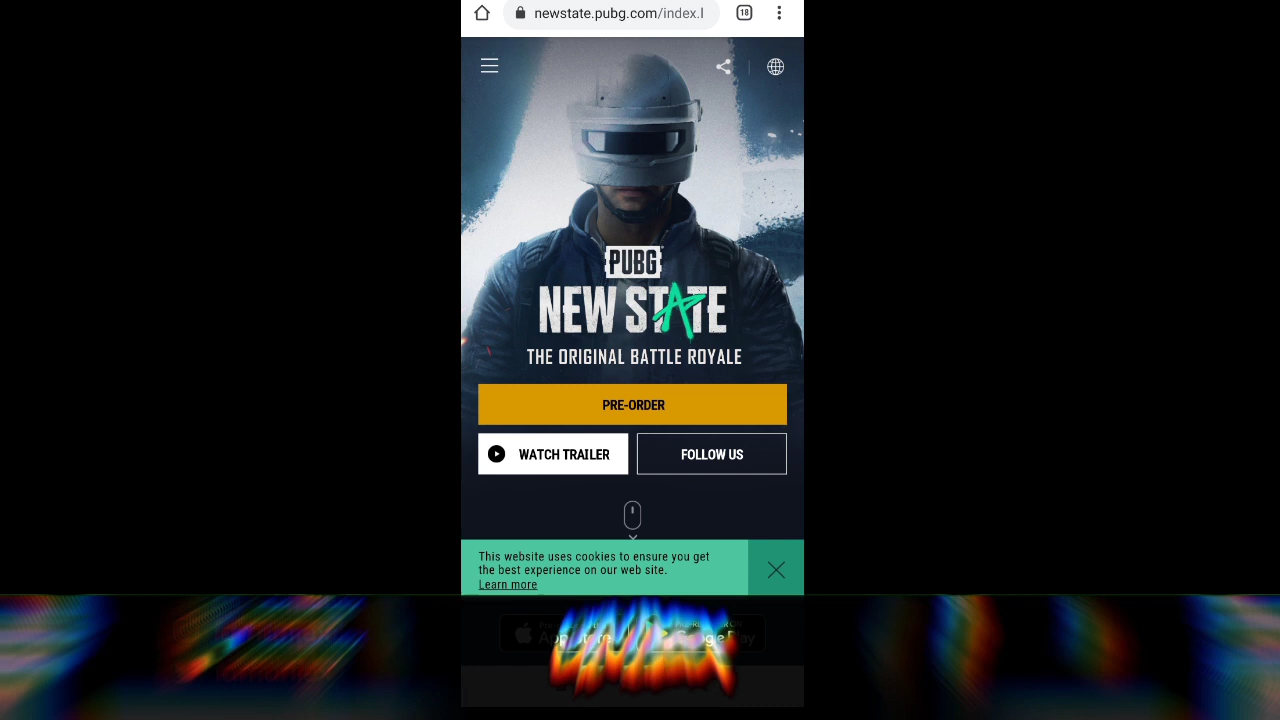 newstate.pubg.com/index.
18
PUBG
NEW STATE
THE ORIGINAL BATTLE ROYALE
PRE-ORDER
WATCH TRAILER
FOLLOW US
This website uses cookies to ensure you get
the best experience on our web site.
Learn more